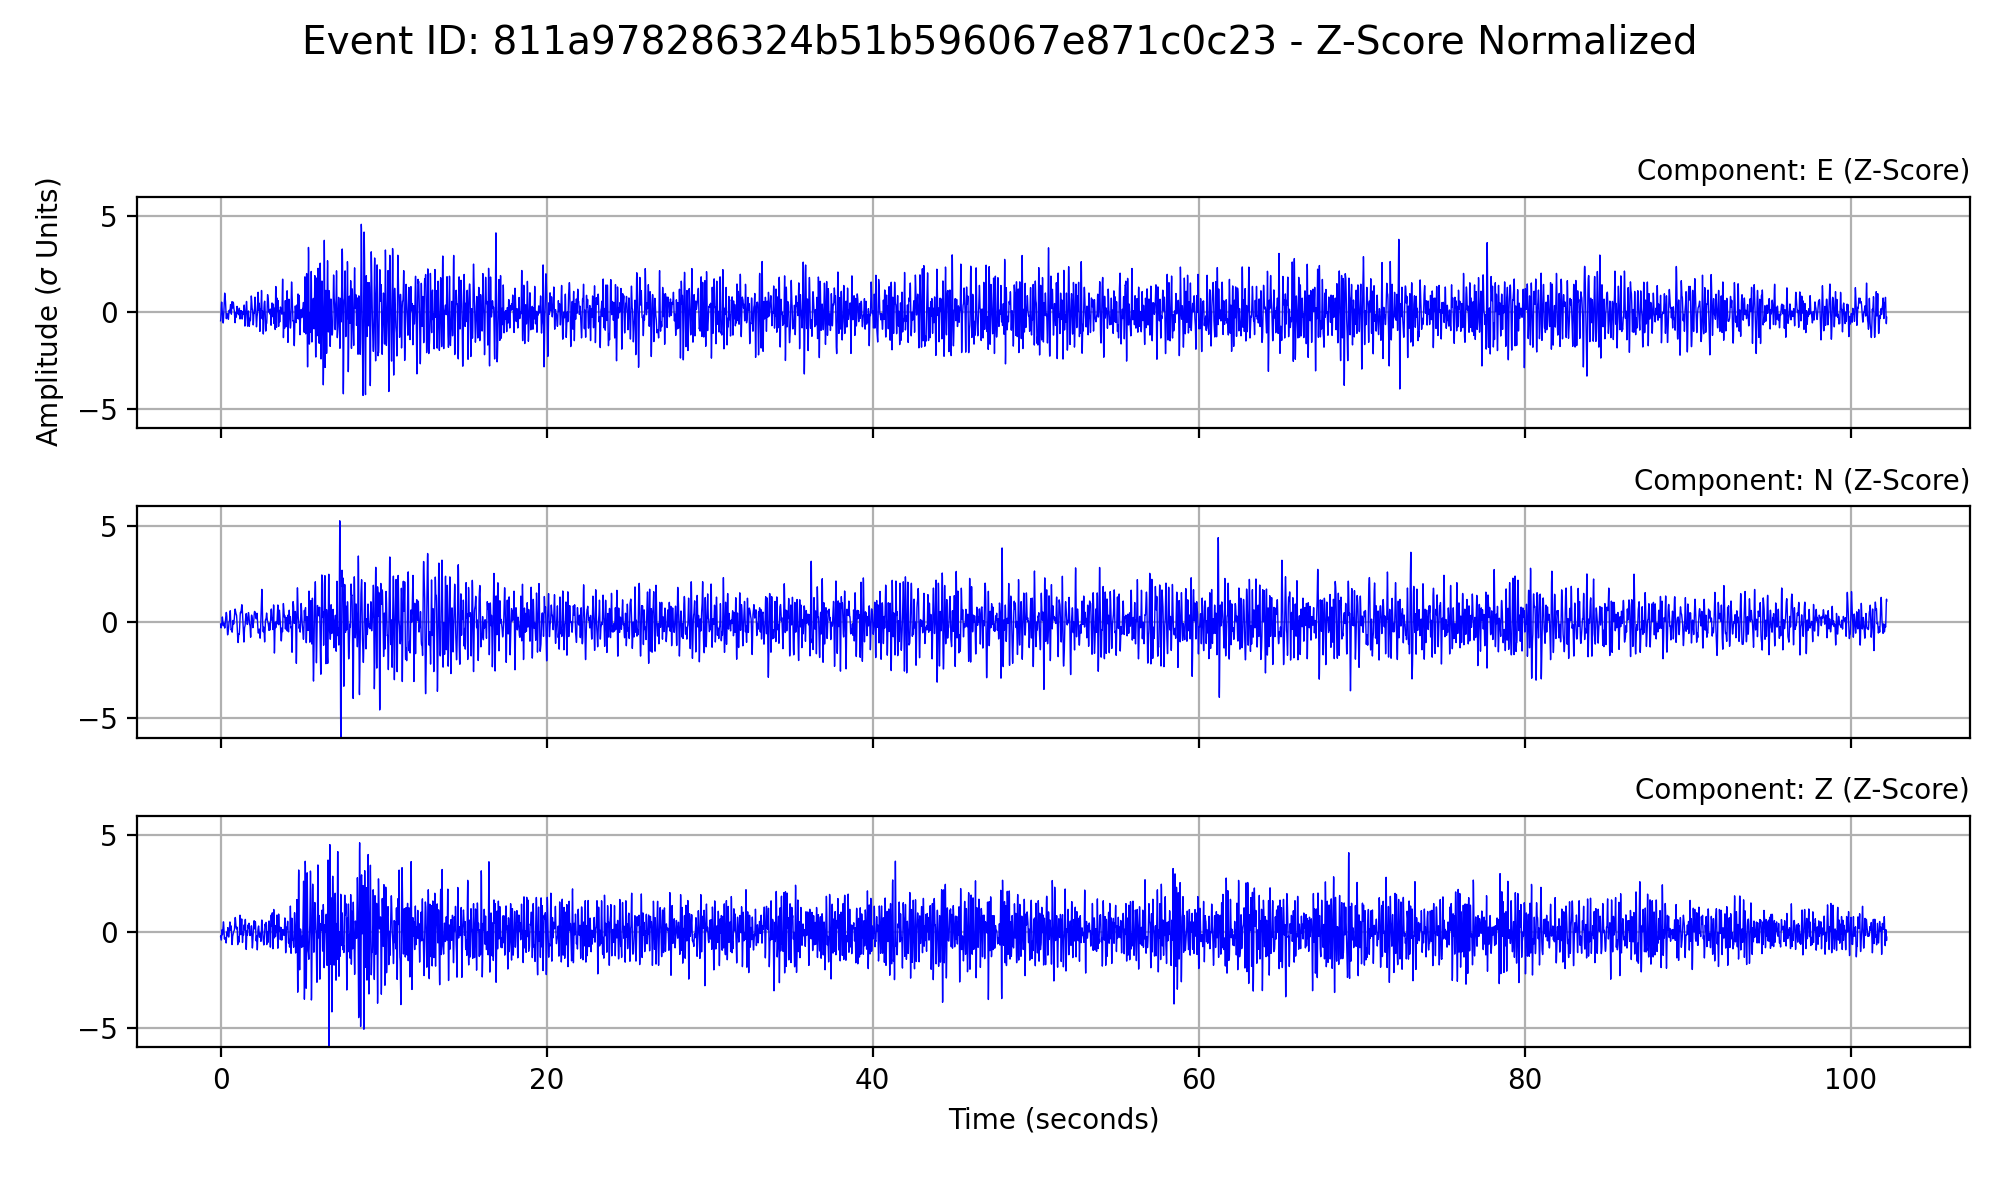 Event ID: 811a978286324b51b596067e871c0c23 - Z-Score Normalized
Component: E (Z-Score)
Amplitude (σ Units)
5
0
−5
Component: N (Z-Score)
5
0
−5
Component: Z (Z-Score)
5
0
−5
0 20 40 60 80 100
Time (seconds)